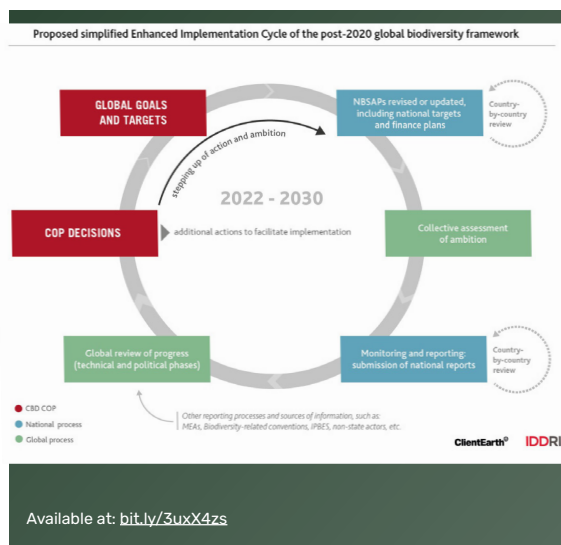 Proposed simplified Enhanced Implementation Cycle of the post-2020 global biodiversity framework
GLOBAL GOALS
AND TARGETS
NBSAPs revised or updated,
including national targets
and finance plans
Country-
by-country
review
stepping up of action and ambition
2022 - 2030
COP DECISIONS
additional actions to facilitate implementation
Collective assessment
of ambition
Global review of progress
(technical and political phases)
Monitoring and reporting:
submission of national reports
Country-
by-country
review
CBD COP
National process
Global process
Other reporting processes and sources of information, such as:
MEAs, Biodiversity-related conventions, IPBES, non-state actors, etc.
ClientEarth
IDDRI
Available at: bit.ly/3uxX4zs